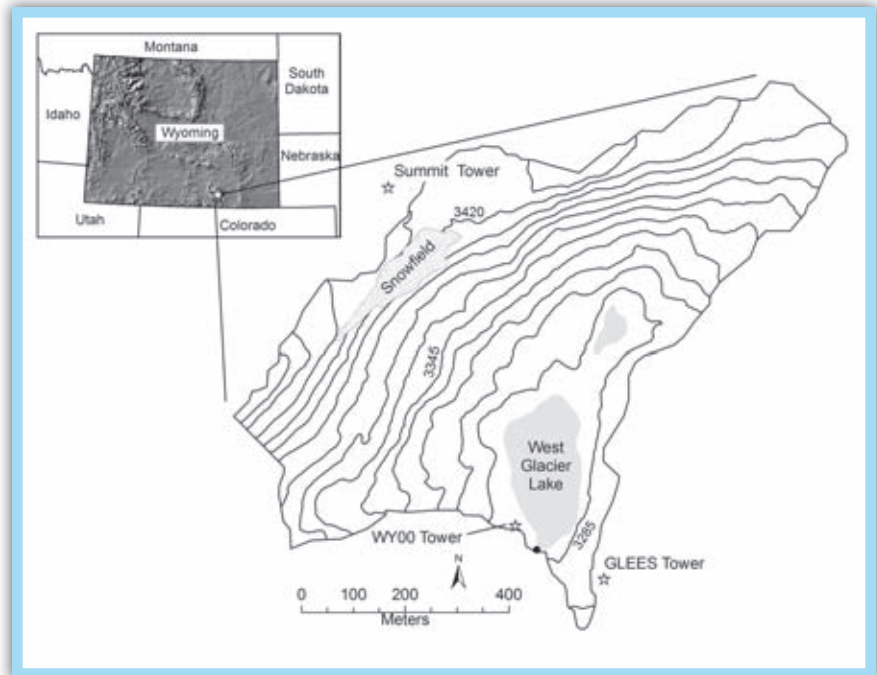 Montana
South
Dakota
Idaho
Wyoming
Nebraska
Utah
Colorado
Summit Tower
3420
Snowfield
3345
West
Glacier
Lake
3285
WY00 Tower
GLEES Tower
N
0 100 200 400
Meters